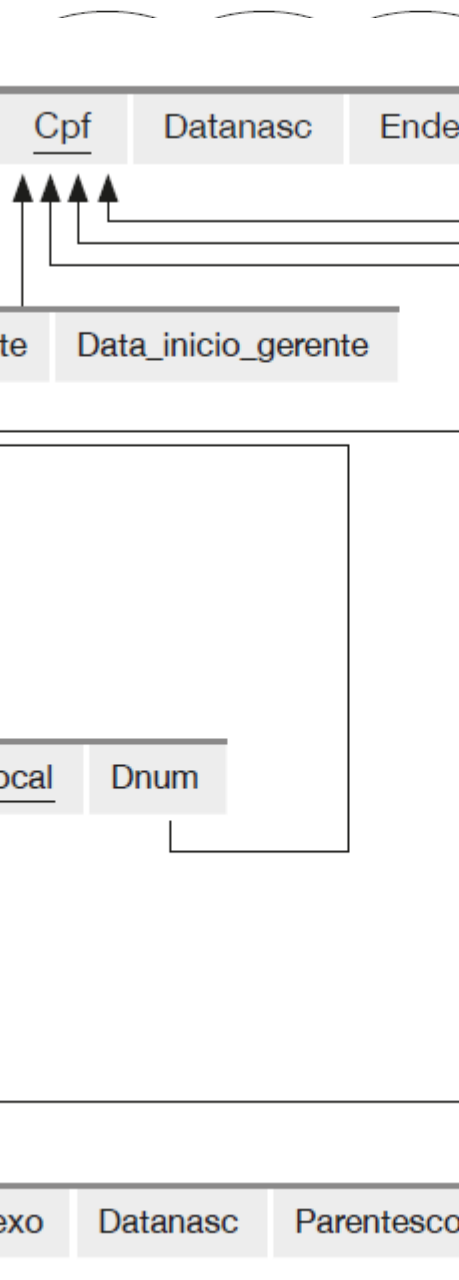 Cpf Datanasc Ende
te Data_inicio_gerente
ocal Dnum
exo Datanasc Parentesco